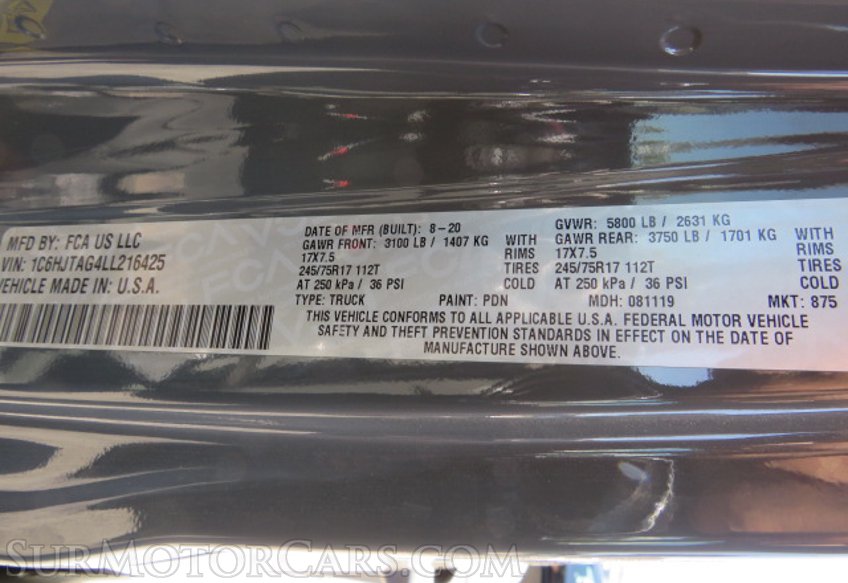 MFD BY: FCA US LLC
VIN: 1C6HJTAG4LL216425
VEHICLE MADE IN: U.S.A.
DATE OF MFR (BUILT): 8-20
GAWR FRONT: 3100 LB / 1407 KG WITH
17X7.5 RIMS
245/75R17 112T TIRES
AT 250 kPa / 36 PSI COLD
GVWR: 5800 LB / 2631 KG
GAWR REAR: 3750 LB / 1701 KG WITH
17X7.5 RIMS
245/75R17 112T TIRES
AT 250 kPa / 36 PSI COLD
TYPE: TRUCK PAINT: PDN MDH: 081119 MKT: 875
THIS VEHICLE CONFORMS TO ALL APPLICABLE U.S.A. FEDERAL MOTOR VEHICLE
SAFETY AND THEFT PREVENTION STANDARDS IN EFFECT ON THE DATE OF
MANUFACTURE SHOWN ABOVE.
SurMotorCars.com